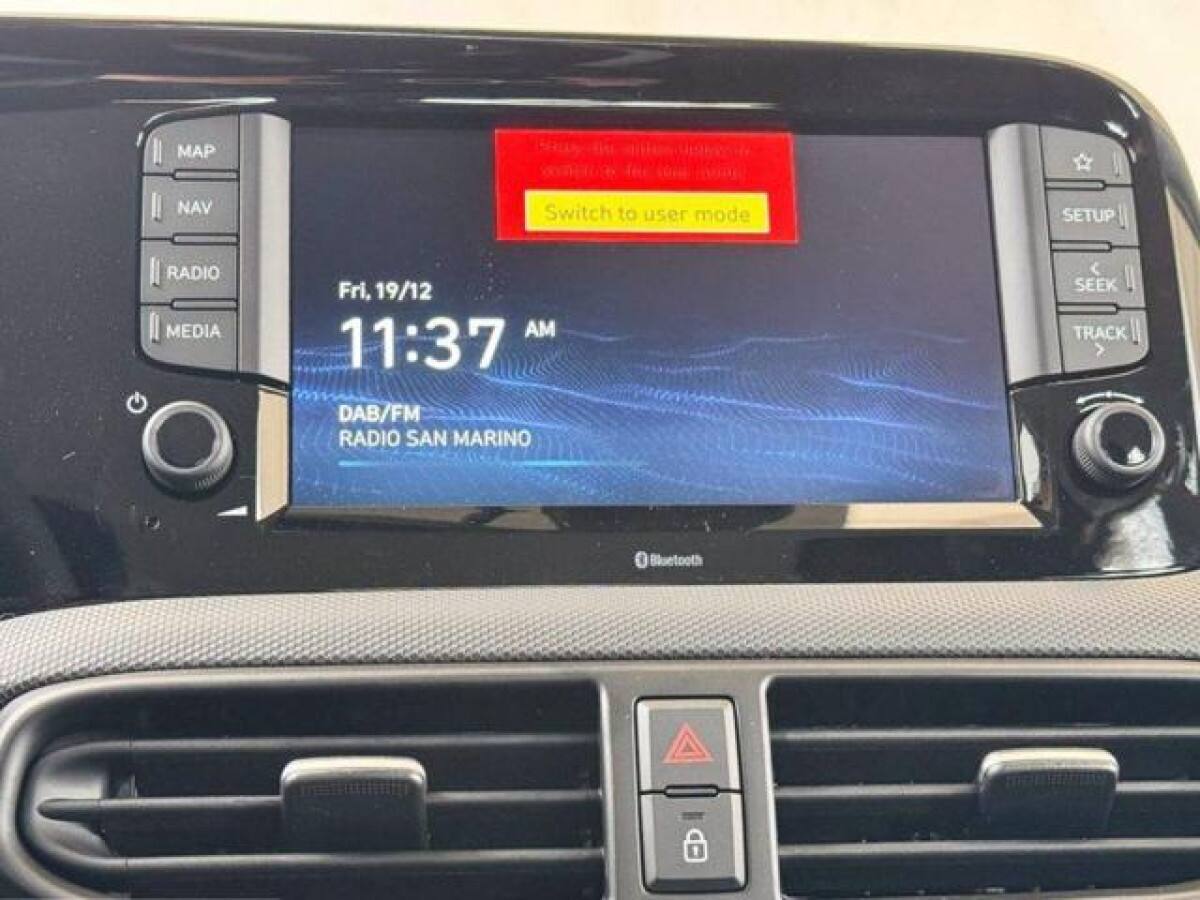 MAP
NAV
RADIO
MEDIA
Switch to user mode
Fri, 19/12
11:37 AM
DAB/FM
RADIO SAN MARINO
SETUP
<
SEEK
TRACK
>
Bluetooth